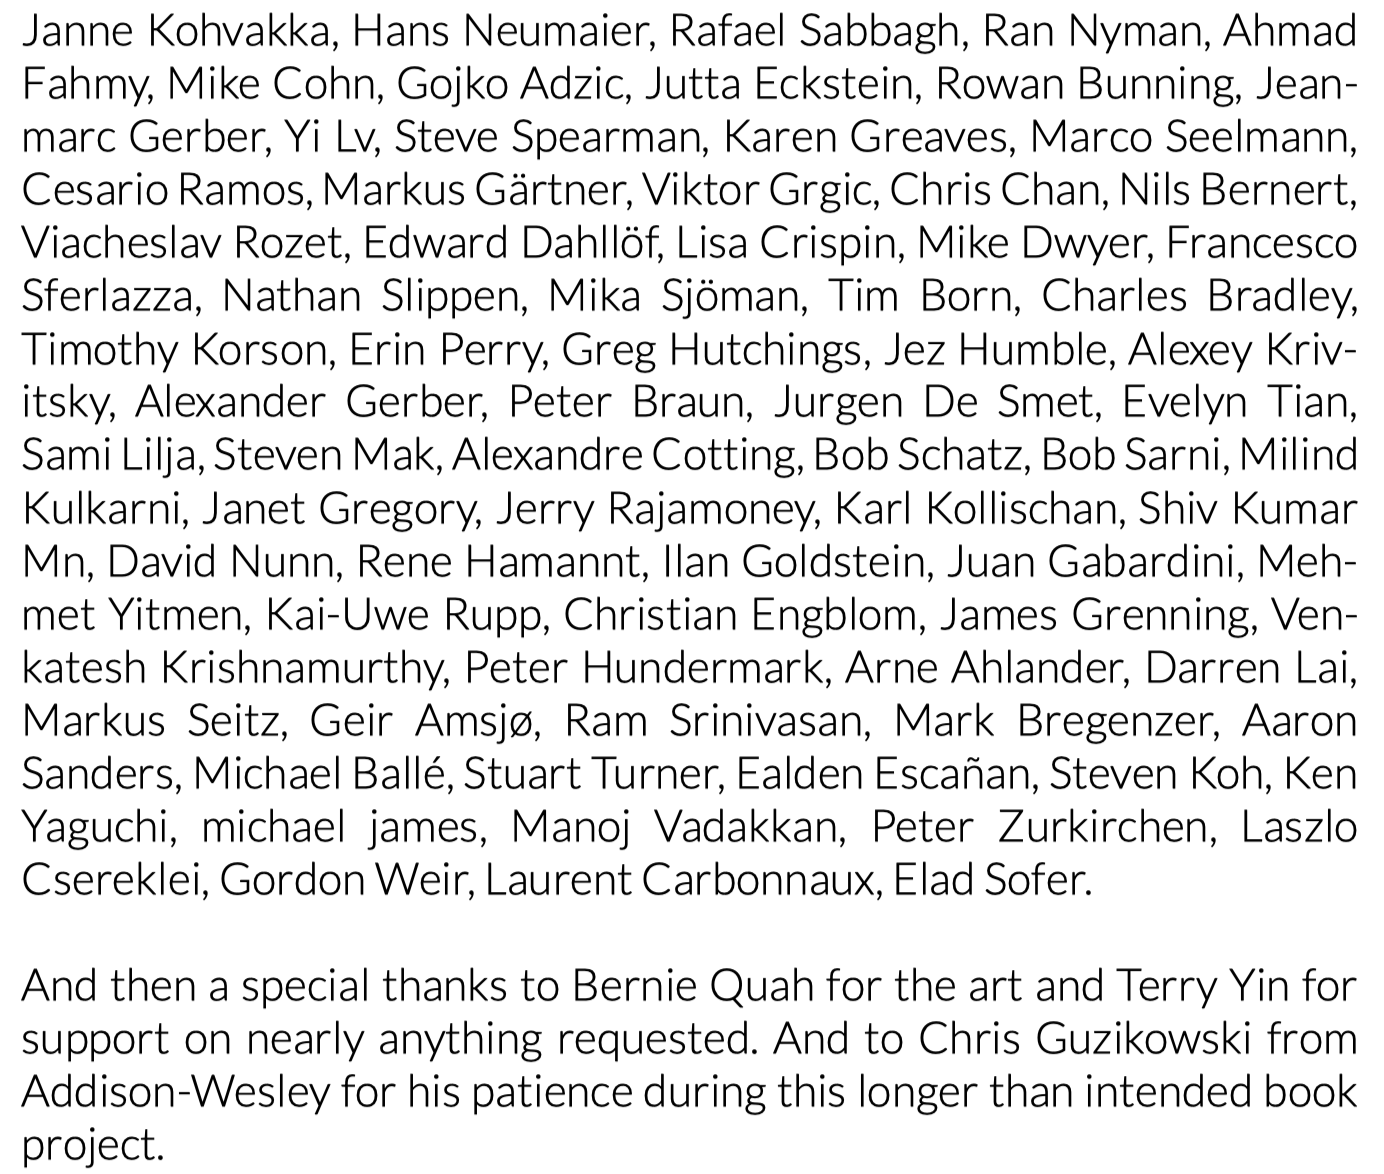 Janne Kohvakka, Hans Neumaier, Rafael Sabbagh, Ran Nyman, Ahmad
Fahmy, Mike Cohn, Gojko Adzic, Jutta Eckstein, Rowan Bunning, Jean-
marc Gerber, Yi Lv, Steve Spearman, Karen Greaves, Marco Seelmann,
Cesario Ramos, Markus Gärtner, Viktor Grgic, Chris Chan, Nils Bernert,
Viacheslav Rozet, Edward Dahllöf, Lisa Crispin, Mike Dwyer, Francesco
Sferlazza, Nathan Slippen, Mika Sjöman, Tim Born, Charles Bradley,
Timothy Korson, Erin Perry, Greg Hutchings, Jez Humble, Alexey Kriv-
itsky, Alexander Gerber, Peter Braun, Jurgen De Smet, Evelyn Tian,
Sami Lilja, Steven Mak, Alexandre Cotting, Bob Schatz, Bob Sarni, Milind
Kulkarni, Janet Gregory, Jerry Rajamoney, Karl Kollischan, Shiv Kumar
Mn, David Nunn, Rene Hamannt, Ilan Goldstein, Juan Gabardini, Meh-
met Yitmen, Kai-Uwe Rupp, Christian Engblom, James Grenning, Ven-
katesh Krishnamurthy, Peter Hundermark, Arne Ahlander, Darren Lai,
Markus Seitz, Geir Amsjø, Ram Srinivasan, Mark Bregenzer, Aaron
Sanders, Michael Ballé, Stuart Turner, Ealden Escañan, Steven Koh, Ken
Yaguchi, michael james, Manoj Vadakkan, Peter Zurkirchen, Laszlo
Csereklei, Gordon Weir, Laurent Carbonnaux, Elad Sofer.
And then a special thanks to Bernie Quah for the art and Terry Yin for
support on nearly anything requested. And to Chris Guzikowski from
Addison-Wesley for his patience during this longer than intended book
project.